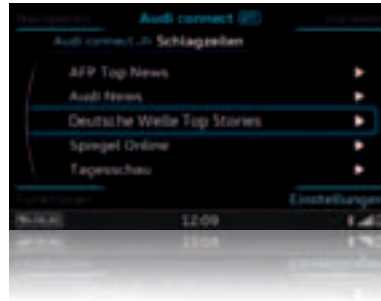 Audi connect
Audi connect Schlagzeilen
AFP Top News
Audi News
Deutsche Welle Top Stories
Spiegel Online
Tagesschau
Funktionen Einstellungen
12:09